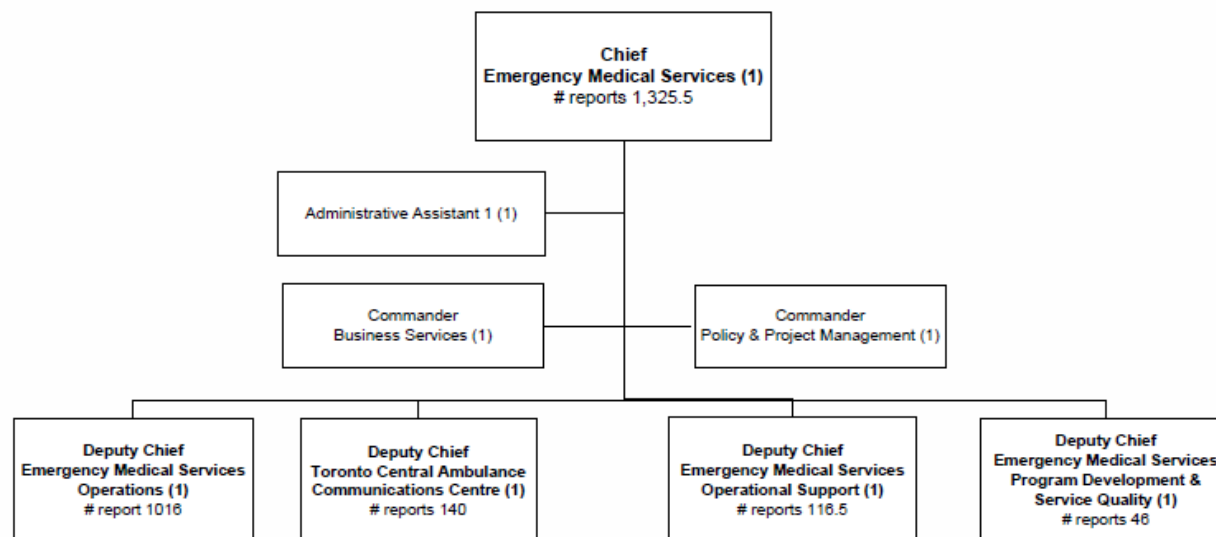 Chief
Emergency Medical Services (1)
# reports 1,325.5
Administrative Assistant 1 (1)
Commander
Business Services (1)
Commander
Policy & Project Management (1)
Deputy Chief
Emergency Medical Services
Operations (1)
# report 1016
Deputy Chief
Toronto Central Ambulance
Communications Centre (1)
# reports 140
Deputy Chief
Emergency Medical Services
Operational Support (1)
# reports 116.5
Deputy Chief
Emergency Medical Services
Program Development &
Service Quality (1)
# reports 46